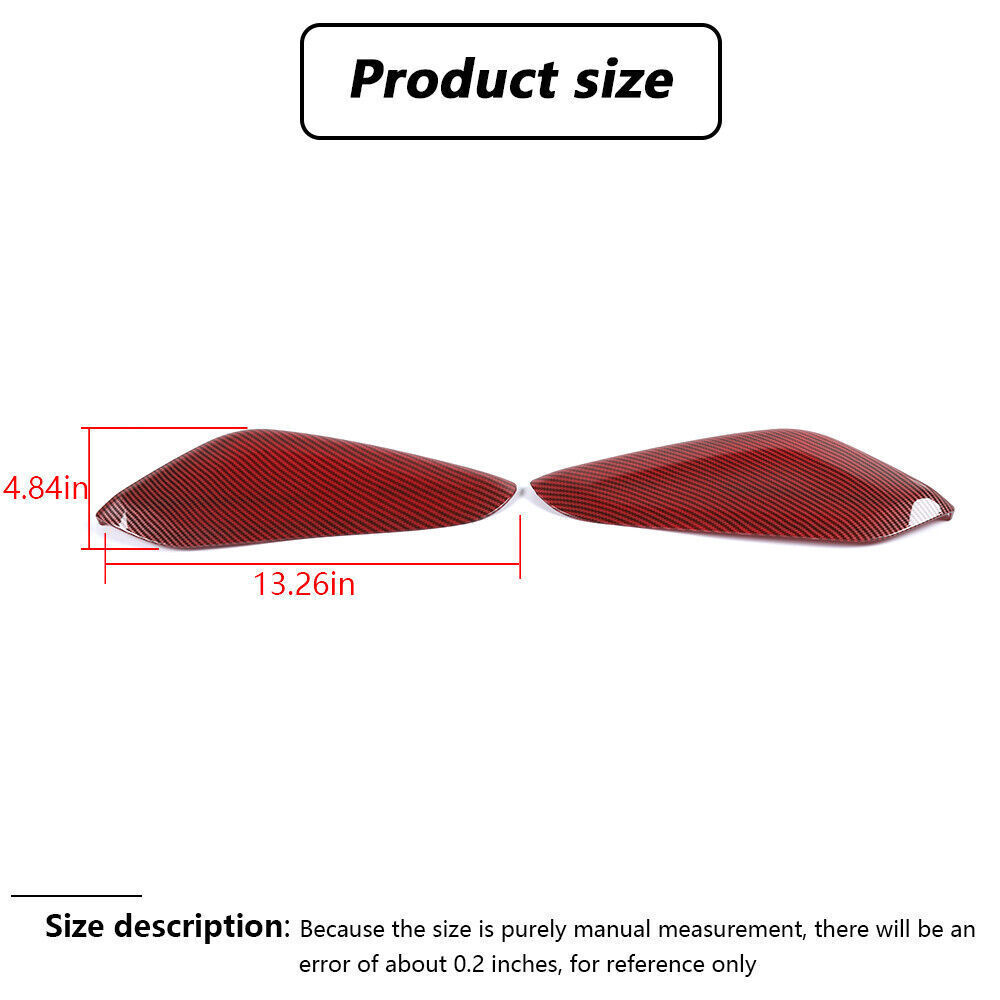 Product size
4.84in
13.26in
Size description: Because the size is purely manual measurement, there will be an
error of about 0.2 inches, for reference only